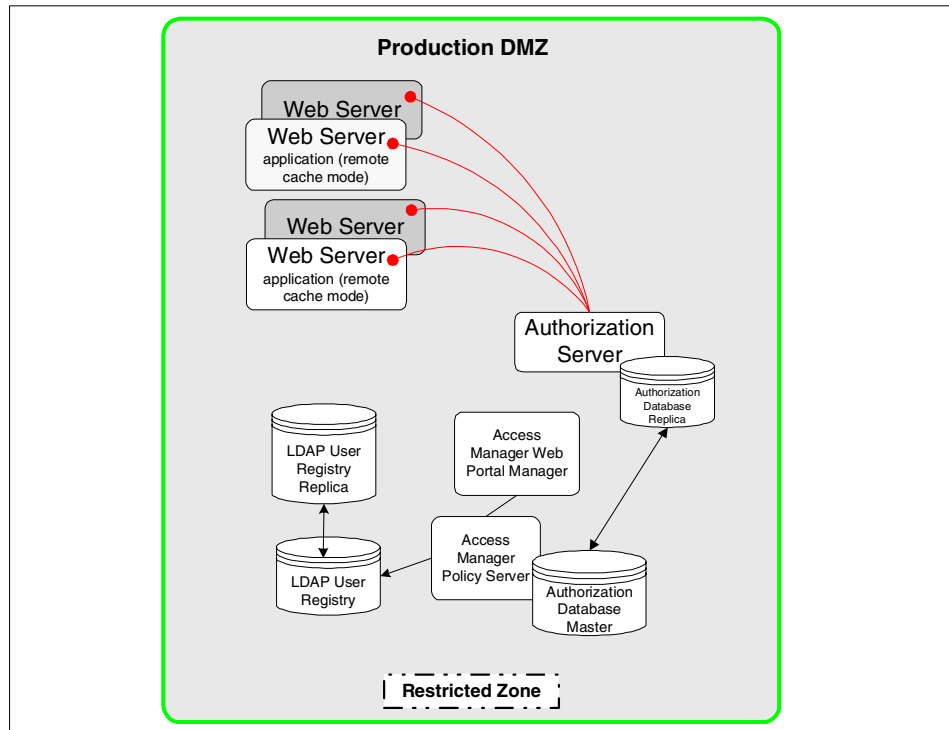 Production DMZ
Web Server
Web Server
application (remote
cache mode)
Web Server
Web Server
application (remote
cache mode)
Authorization
Server
Authorization
Database
Replica
LDAP User
Registry
Replica
Access
Manager Web
Portal Manager
Access
Manager
Policy Server
LDAP User
Registry
Authorization
Database
Master
Restricted Zone